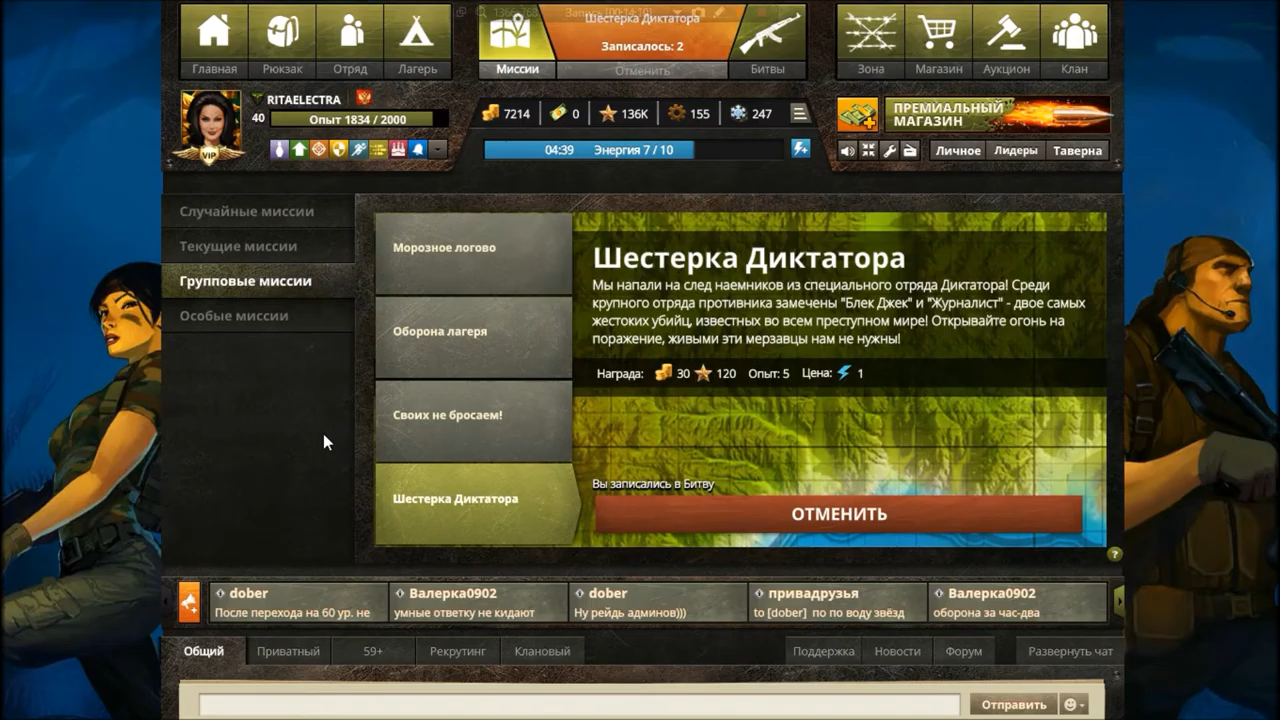 Шестерка Диктатора
Записалось: 2
Главная
Рюкзак
Отряд
Лагерь
Миссии
Отменить
Битвы
Зона
Магазин
Аукцион
Клан
RITAELECTRA
40
Опыт 1834 / 2000
VIP
7214
0
136K
155
247
04:39 Энергия 7 / 10
ПРЕМИАЛЬНЫЙ
МАГАЗИН
Личное
Лидеры
Таверна
Случайные миссии
Текущие миссии
Групповые миссии
Особые миссии
Морозное логово
Оборона лагеря
Своих не бросаем!
Шестерка Диктатора
Шестерка Диктатора
Мы напали на след наемников из специального отряда Диктатора! Среди
крупного отряда противника замечены "Блек Джек" и "Журналист" - двое самых
жестоких убийц, известных во всем преступном мире! Открывайте огонь на
поражение, живыми эти мерзавцы нам не нужны!
Награда: 30 120 Опыт: 5 Цена: 1
Вы записались в Битву
ОТМЕНИТЬ
?
dober
После перехода на 60 ур. не
Валерка0902
умные ответку не кидают
dober
Ну рейдь админов)))
привадрузья
to [dober] по по воду звёзд
Валерка0902
оборона за час-два
Общий
Приватный
59+
Рекрутинг
Клановый
Поддержка
Новости
Форум
Развернуть чат
Отправить